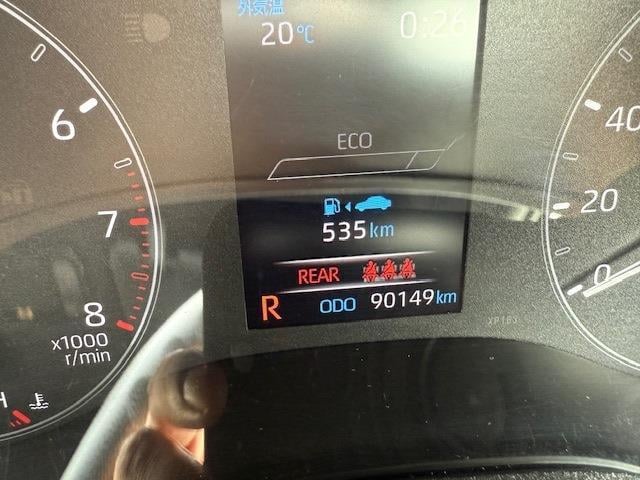 外気温
20°C
0:26
6
ECO
40
7
20
535km
REAR
0
8
R ODO 90149km
x1000
r/min
YP183
H